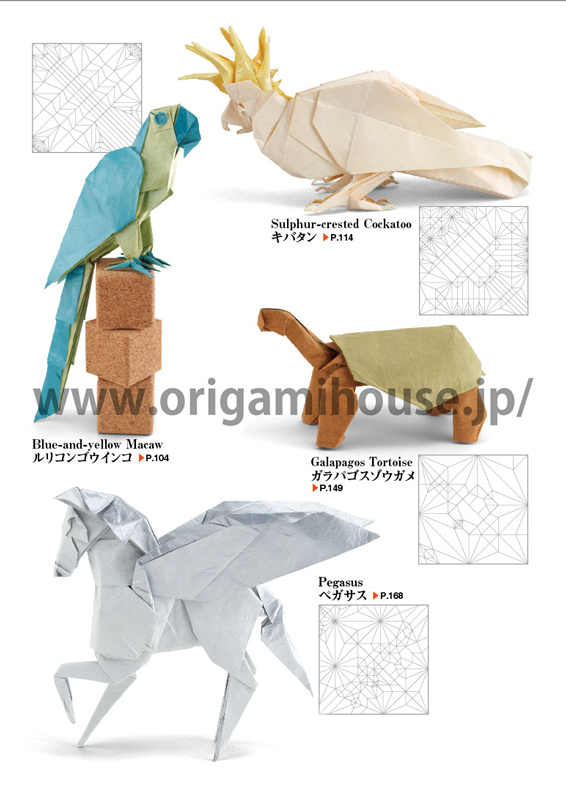 Sulphur-crested Cockatoo
キバタン ▶P.114
www.origamihouse.jp/
Blue-and-yellow Macaw
ルリコンゴウインコ ▶P.104
Galapagos Tortoise
ガラパゴスゾウガメ
▶P.149
Pegasus
ペガサス ▶P.168